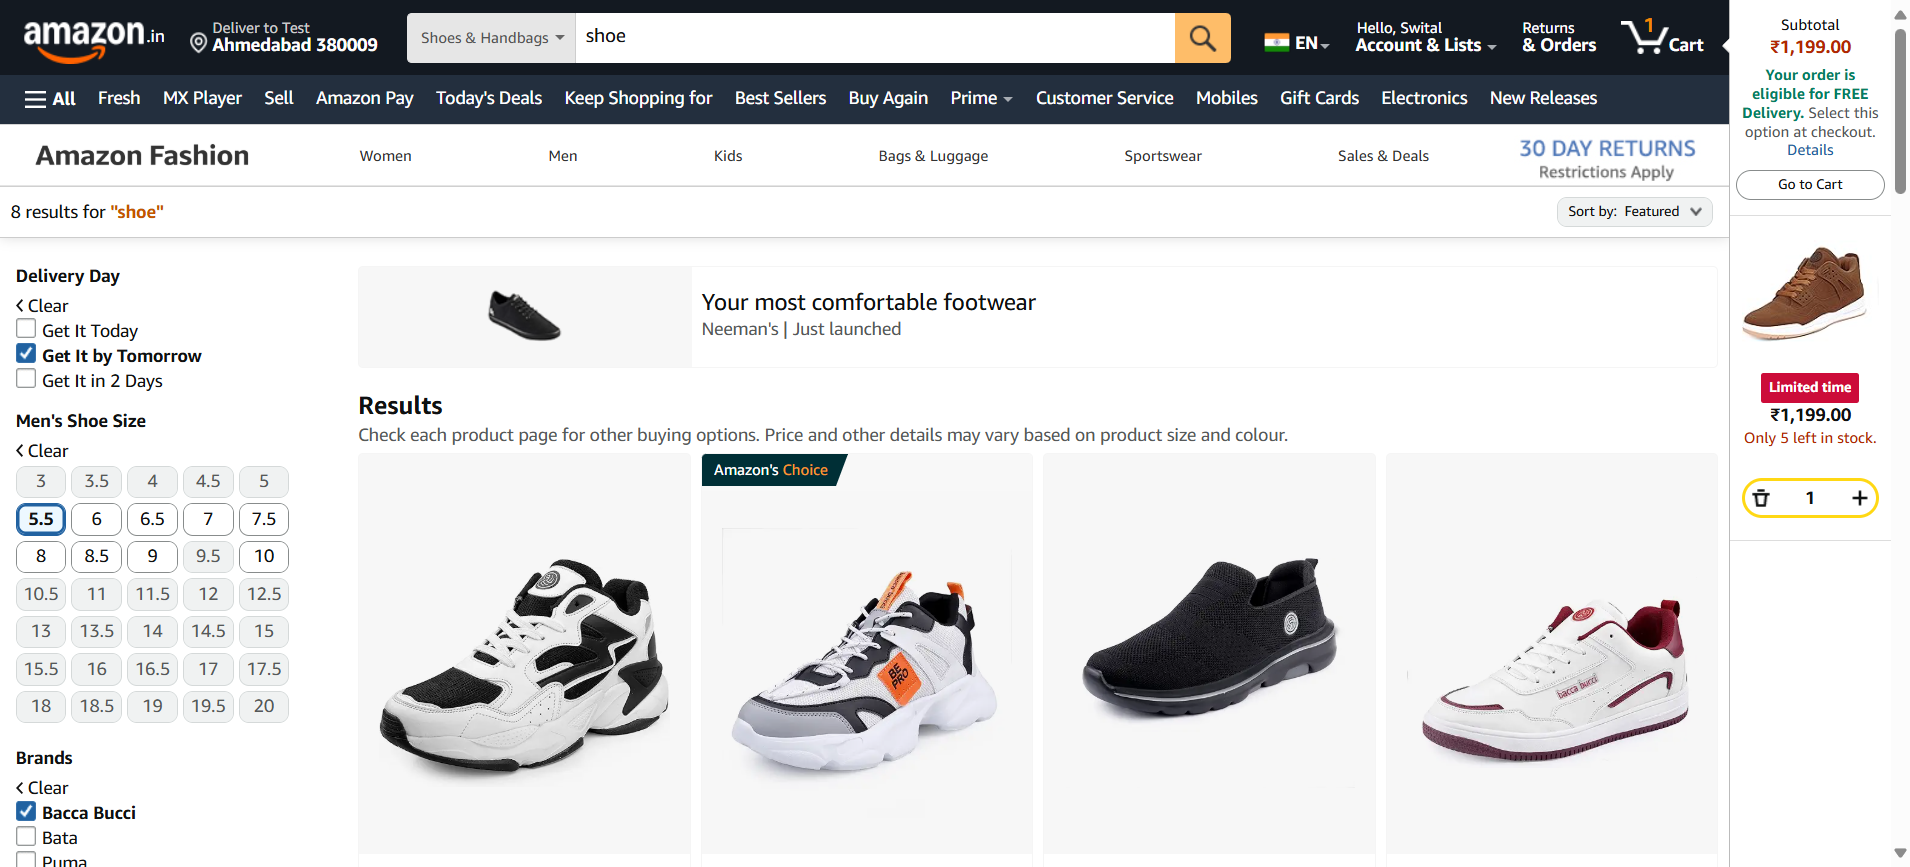 amazon.in
Deliver to Test
Ahmedabad 380009
Shoes & Handbags
shoe
EN
Hello, Swital
Account & Lists
Returns
& Orders
1
Cart
All
Fresh
MX Player
Sell
Amazon Pay
Today's Deals
Keep Shopping for
Best Sellers
Buy Again
Prime
Customer Service
Mobiles
Gift Cards
Electronics
New Releases
Amazon Fashion
Women
Men
Kids
Bags & Luggage
Sportswear
Sales & Deals
30 DAY RETURNS
Restrictions Apply
8 results for "shoe"
Sort by: Featured
Delivery Day
Clear
Get It Today
Get It by Tomorrow
Get It in 2 Days
Men's Shoe Size
Clear
3 3.5 4 4.5 5
5.5 6 6.5 7 7.5
8 8.5 9 9.5 10
10.5 11 11.5 12 12.5
13 13.5 14 14.5 15
15.5 16 16.5 17 17.5
18 18.5 19 19.5 20
Brands
Clear
Bacca Bucci
Bata
Puma
Your most comfortable footwear
Neeman's | Just launched
Results
Check each product page for other buying options. Price and other details may vary based on product size and colour.
Amazon's Choice
BE
PRO
bacca bucci
Subtotal
₹1,199.00
Your order is
eligible for FREE
Delivery. Select this
option at checkout.
Details
Go to Cart
Limited time
₹1,199.00
Only 5 left in stock.
1